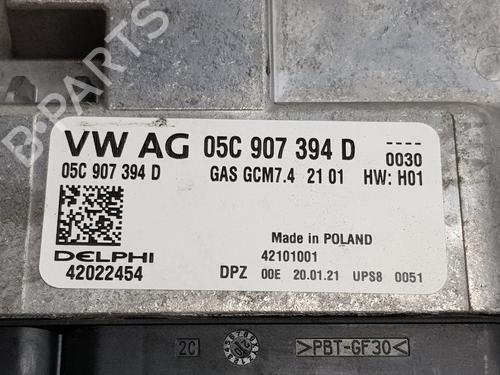 B-PARTS
VW AG 05C 907 394 D ----
0030
05C 907 394 D GAS GCM7.4 21 01 HW: H01
Made in POLAND
DELPHI 42101001
42022454 DPZ 00E 20.01.21 UPS8 0051
2C >PBT-GF30<